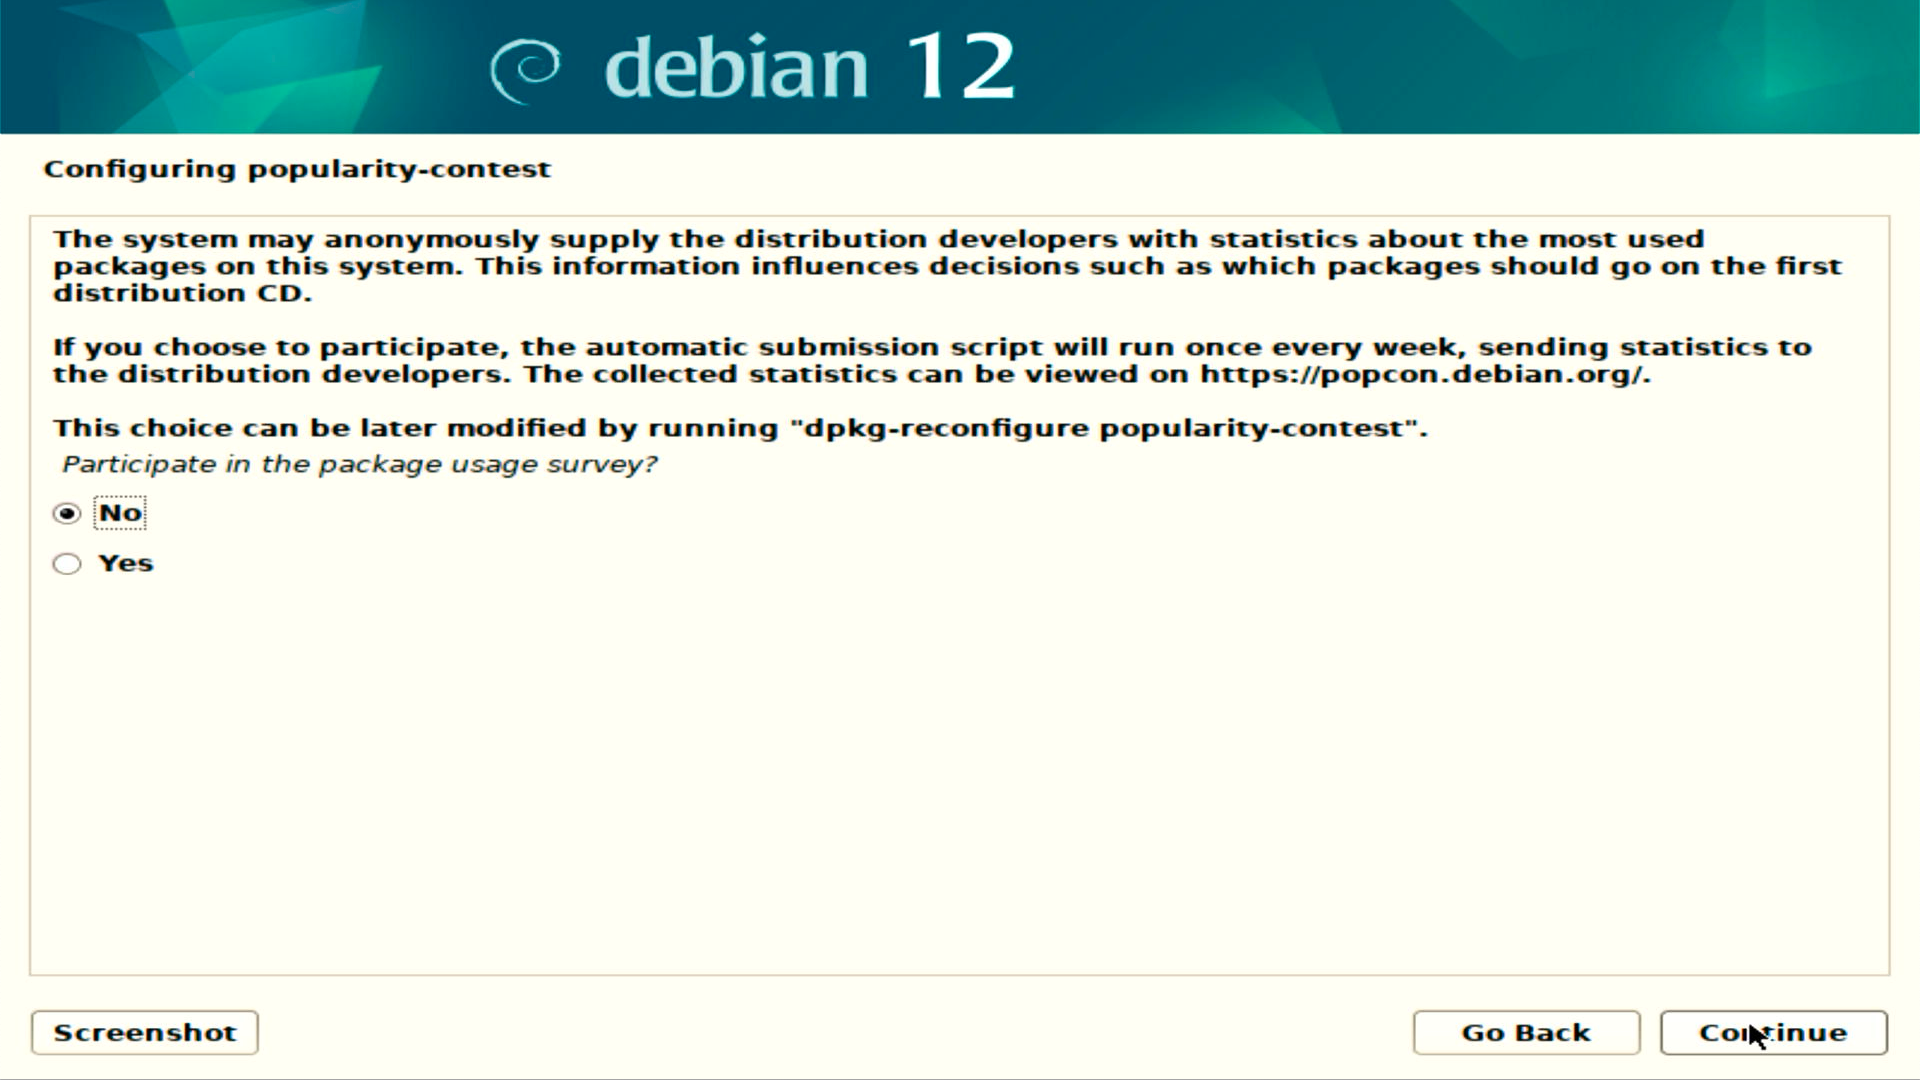 debian 12
Configuring popularity-contest
The system may anonymously supply the distribution developers with statistics about the most used
packages on this system. This information influences decisions such as which packages should go on the first
distribution CD.
If you choose to participate, the automatic submission script will run once every week, sending statistics to
the distribution developers. The collected statistics can be viewed on https://popcon.debian.org/.
This choice can be later modified by running "dpkg-reconfigure popularity-contest".
Participate in the package usage survey?
No
Yes
Screenshot
Go Back
Continue